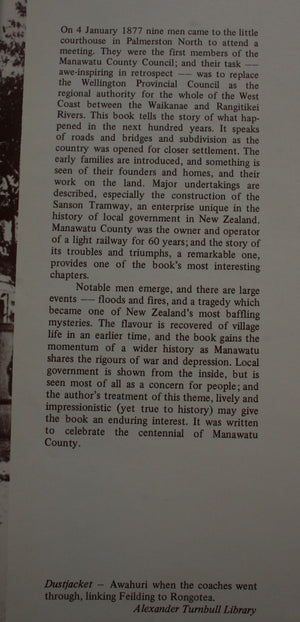 On 4 January 1877 nine men came to the little
courthouse in Palmerston North to attend a
meeting. They were the first members of the
Manawatu County Council; and their task —
awe-inspiring in retrospect — was to replace
the Wellington Provincial Council as the
regional authority for the whole of the West
Coast between the Waikanae and Rangitikei
Rivers. This book tells the story of what hap-
pened in the next hundred years. It speaks
of roads and bridges and subdivision as the
country was opened for closer settlement. The
early families are introduced, and something is
seen of their founders and homes, and their
work on the land. Major undertakings are
described, especially the construction of the
Sanson Tramway, an enterprise unique in the
history of local government in New Zealand.
Manawatu County was the owner and operator
of a light railway for 60 years; and the story of
its troubles and triumphs, a remarkable one,
provides one of the book's most interesting
chapters.
Notable men emerge, and there are large
events — floods and fires, and a tragedy which
became one of New Zealand's most baffling
mysteries. The flavour is recovered of village
life in an earlier time, and the book gains the
momentum of a wider history as Manawatu
shares the rigours of war and depression. Local
government is shown from the inside, but is
seen most of all as a concern for people; and
the author's treatment of this theme, lively and
impressionistic (yet true to history) may give
the book an enduring interest. It was written
to celebrate the centennial of Manawatu
County.
Dustjacket — Awahuri when the coaches went
through, linking Feilding to Rongotea.
Alexander Turnbull Library